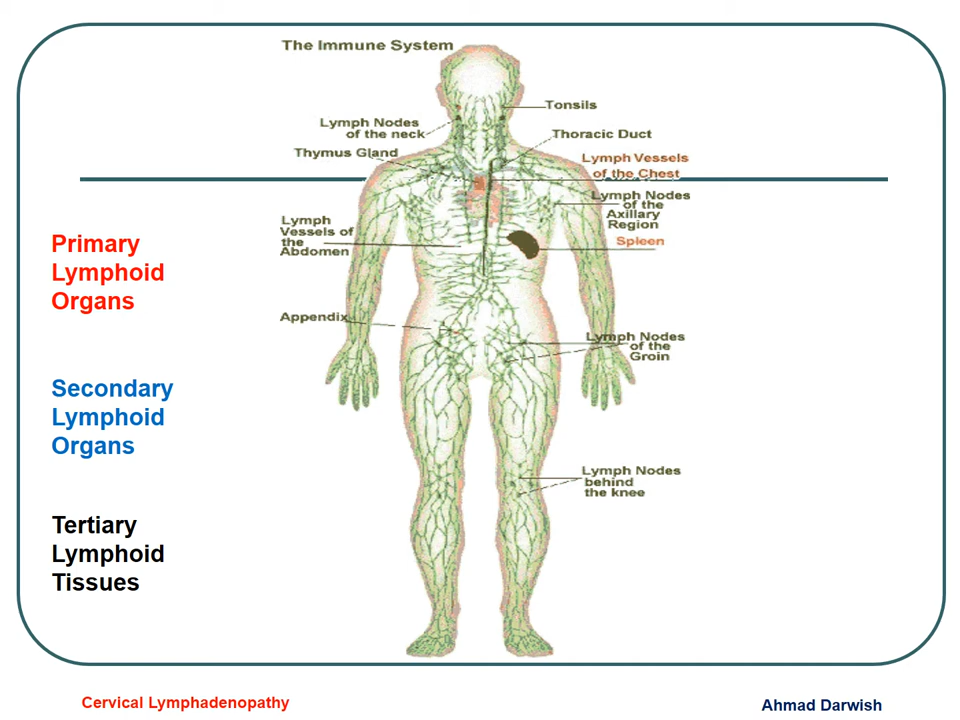 The Immune System
Tonsils
Lymph Nodes
of the neck
Thoracic Duct
Thymus Gland
Lymph Vessels
of the Chest
Lymph Nodes
of the
Axillary
Region
Lymph
Vessels of
the
Abdomen
Spleen
Primary
Lymphoid
Organs
Appendix
Lymph Nodes
of the
Groin
Secondary
Lymphoid
Organs
Lymph Nodes
behind
the knee
Tertiary
Lymphoid
Tissues
Cervical Lymphadenopathy
Ahmad Darwish